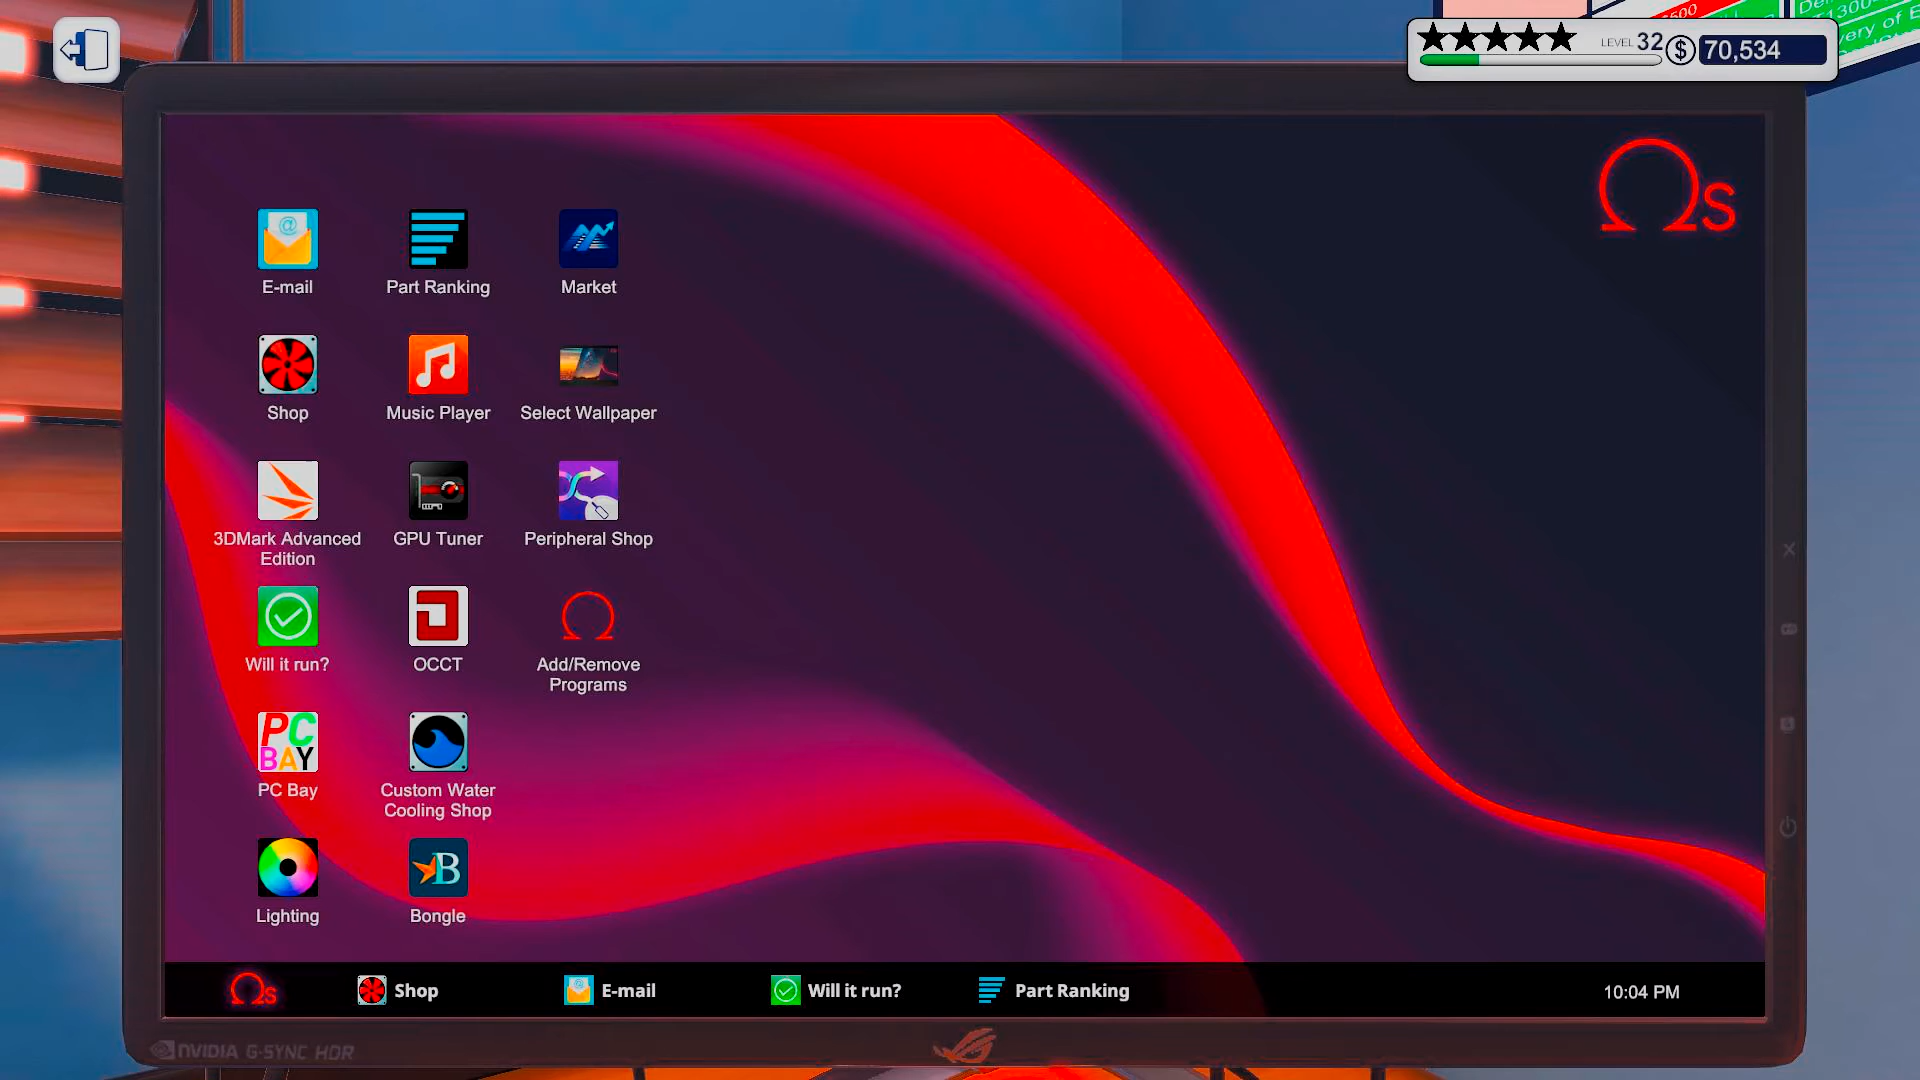 LEVEL 32
$ 70,534
Ωs
E-mail
Part Ranking
Market
Shop
Music Player
Select Wallpaper
3DMark Advanced
Edition
GPU Tuner
Peripheral Shop
Will it run?
OCCT
Add/Remove
Programs
PC
BAY
PC Bay
Custom Water
Cooling Shop
Lighting
B
Bongle
Ωs
Shop
E-mail
Will it run?
Part Ranking
10:04 PM
NVIDIA G-SYNC HDR